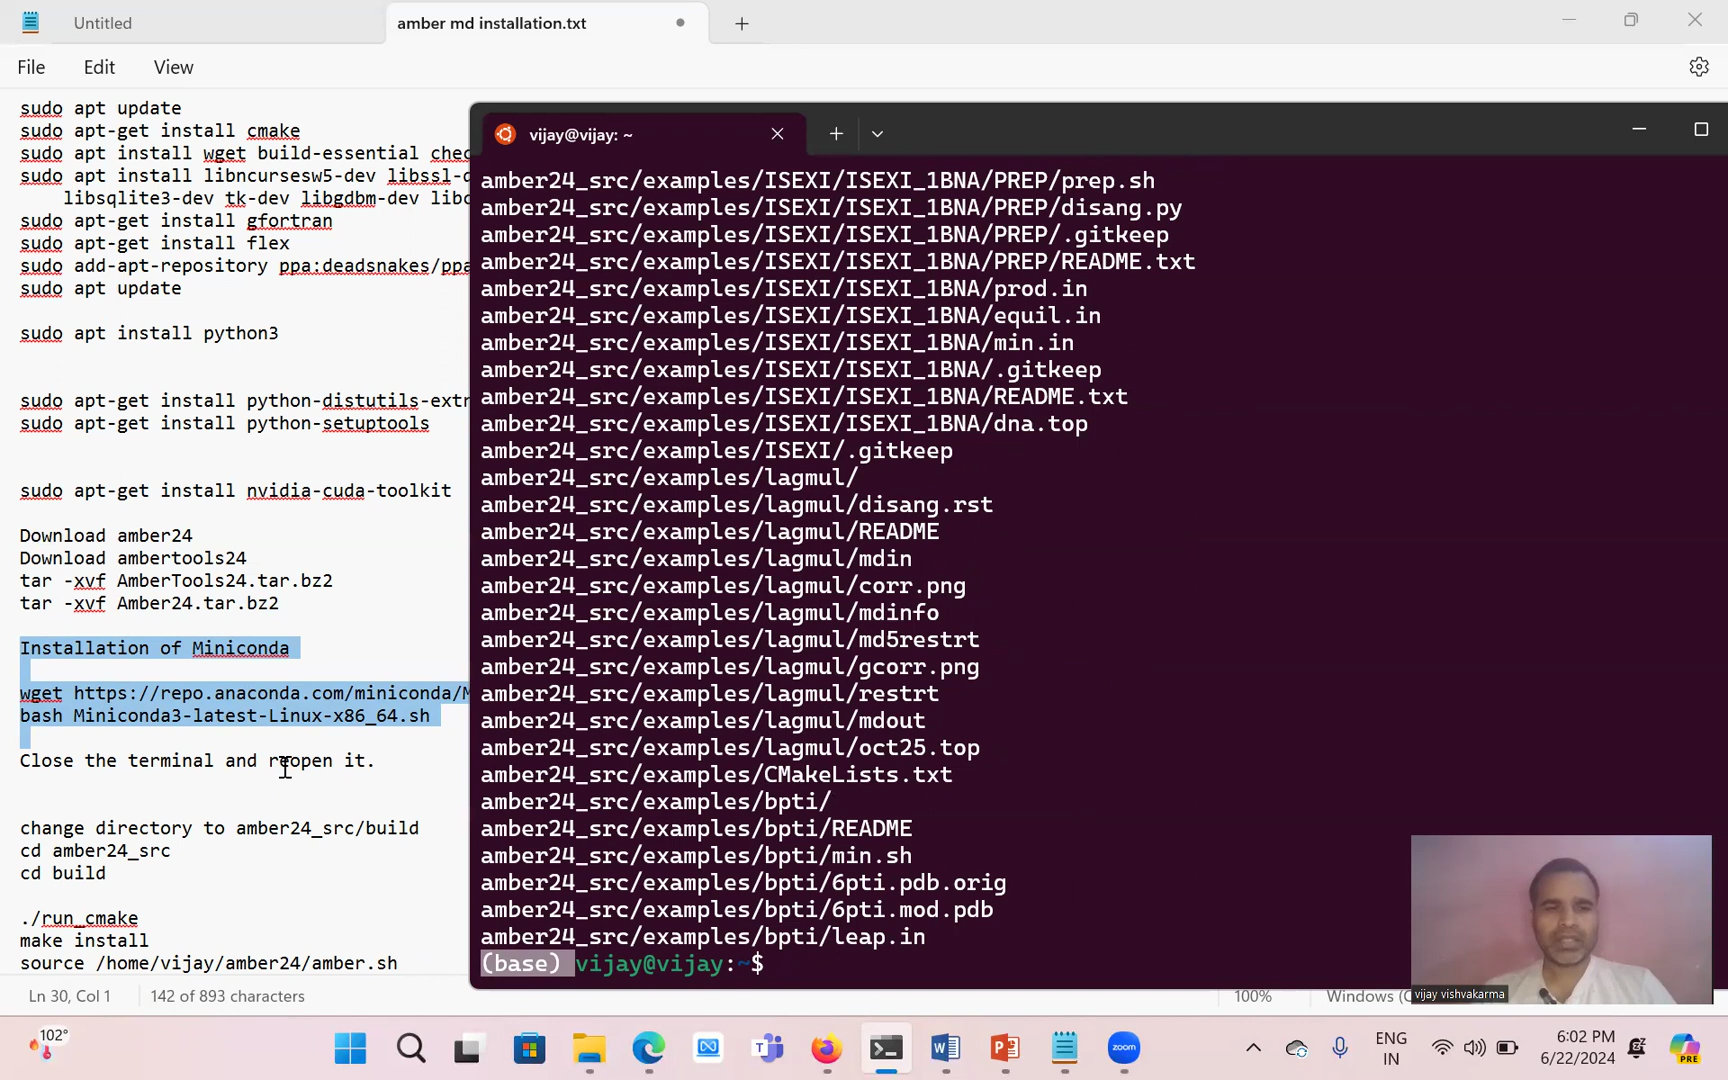 Untitled
amber md installation.txt
File Edit View
sudo apt update
sudo apt-get install cmake
sudo apt install wget build-essential
sudo apt install libncursesw5-dev
libsqlite3-dev tk-dev libgdbm-dev
sudo apt-get install gfortran
sudo apt-get install flex
sudo add-apt-repository ppa:deadsnakes/ppa
sudo apt update
sudo apt install python3
sudo apt-get install
sudo apt-get install python-setuptools
sudo apt-get install nvidia-cuda-toolkit
Download amber24
Download ambertools24
tar -xvf AmberTools24.tar.bz2
tar -xvf Amber24.tar.bz2
Installation of Miniconda
wget https://repo.anaconda.com/miniconda/M
bash Miniconda3-latest-Linux-x86_64.sh
Close the terminal and reopen it.
change directory to amber24_src/build
cd amber24_src
cd build
./run_cmake
make install
source /home/vijay/amber24/amber.sh
Ln 30, Col 1 142 of 893 characters 100% Windows (C
vijay@vijay: ~
amber24_src/examples/ISEXI/ISEXI_1BNA/PREP/prep.sh
amber24_src/examples/ISEXI/ISEXI_1BNA/PREP/disang.py
amber24_src/examples/ISEXI/ISEXI_1BNA/PREP/.gitkeep
amber24_src/examples/ISEXI/ISEXI_1BNA/PREP/README.txt
amber24_src/examples/ISEXI/ISEXI_1BNA/prod.in
amber24_src/examples/ISEXI/ISEXI_1BNA/equil.in
amber24_src/examples/ISEXI/ISEXI_1BNA/min.in
amber24_src/examples/ISEXI/ISEXI_1BNA/.gitkeep
amber24_src/examples/ISEXI/ISEXI_1BNA/README.txt
amber24_src/examples/ISEXI/ISEXI_1BNA/dna.top
amber24_src/examples/ISEXI/.gitkeep
amber24_src/examples/lagmul/
amber24_src/examples/lagmul/disang.rst
amber24_src/examples/lagmul/README
amber24_src/examples/lagmul/mdin
amber24_src/examples/lagmul/corr.png
amber24_src/examples/lagmul/mdinfo
amber24_src/examples/lagmul/md5restrt
amber24_src/examples/lagmul/gcorr.png
amber24_src/examples/lagmul/restrt
amber24_src/examples/lagmul/mdout
amber24_src/examples/lagmul/oct25.top
amber24_src/examples/CMakeLists.txt
amber24_src/examples/bpti/
amber24_src/examples/bpti/README
amber24_src/examples/bpti/min.sh
amber24_src/examples/bpti/6pti.pdb.orig
amber24_src/examples/bpti/6pti.mod.pdb
amber24_src/examples/bpti/leap.in
(base) vijay@vijay:~$
vijay vishvakarma
102°
zoom
ENG
IN
6:02 PM
6/22/2024
PRE